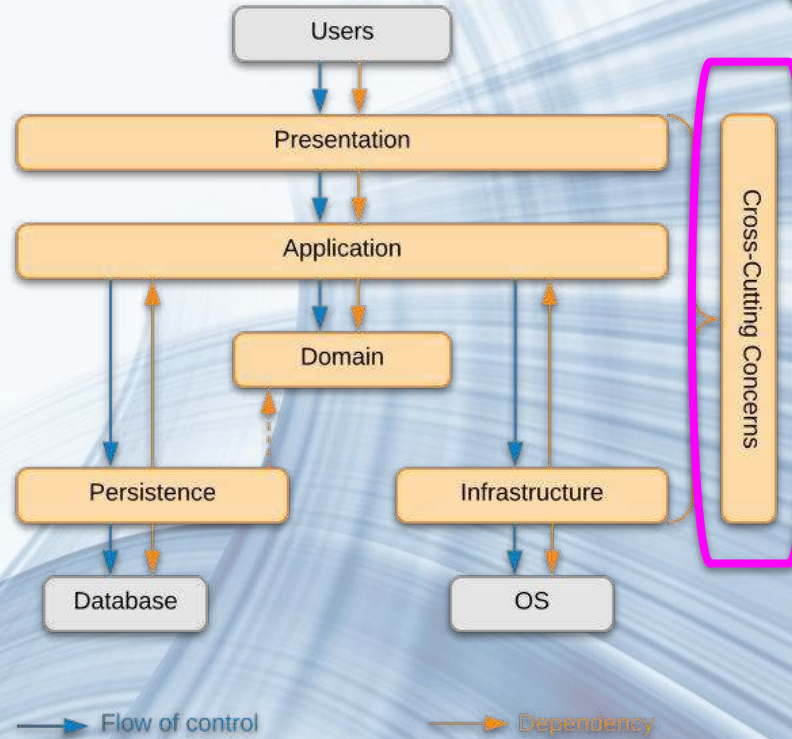 Users
Presentation
Application
Domain
Persistence
Infrastructure
Database
OS
Cross-Cutting Concerns
Flow of control
Dependency